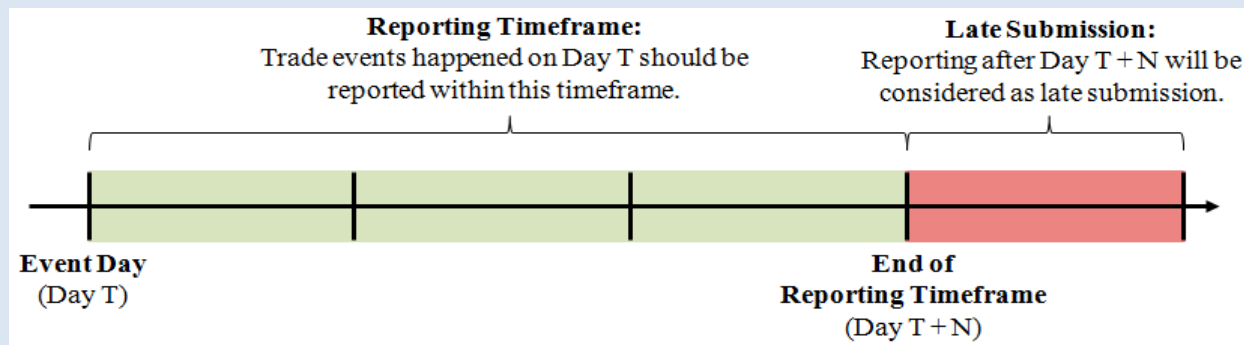 Reporting Timeframe:
Trade events happened on Day T should be
reported within this timeframe.
Late Submission:
Reporting after Day T + N will be
considered as late submission.
Event Day
(Day T)
End of
Reporting Timeframe
(Day T + N)